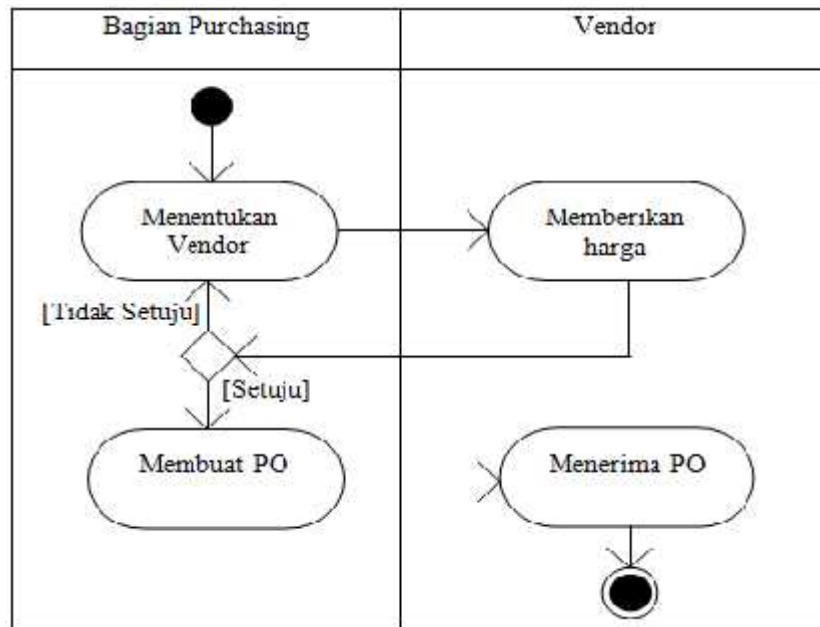 Bagian Purchasing
Vendor
Menentukan
Vendor
Memberikan
harga
[Tidak Setuju]
[Setuju]
Membuat PO
Menerima PO